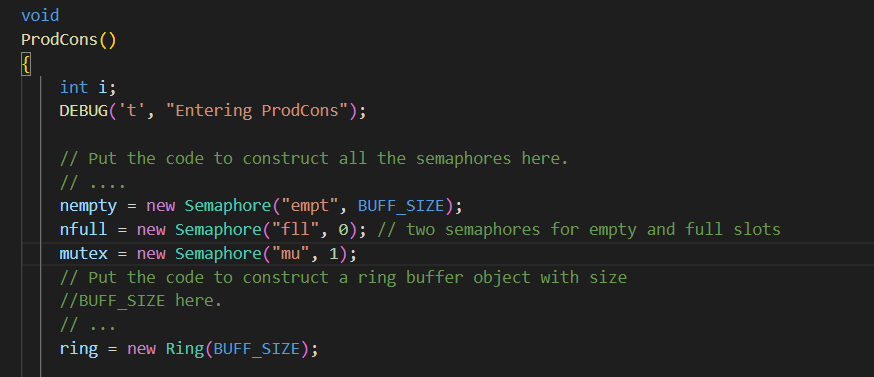 void
ProdCons()
{
int i;
DEBUG('t', "Entering ProdCons");
// Put the code to construct all the semaphores here.
// ....
nempty = new Semaphore("empt", BUFF_SIZE);
nfull = new Semaphore("fll", 0); // two semaphores for empty and full slots
mutex = new Semaphore("mu", 1);
// Put the code to construct a ring buffer object with size
//BUFF_SIZE here.
// ...
ring = new Ring(BUFF_SIZE);